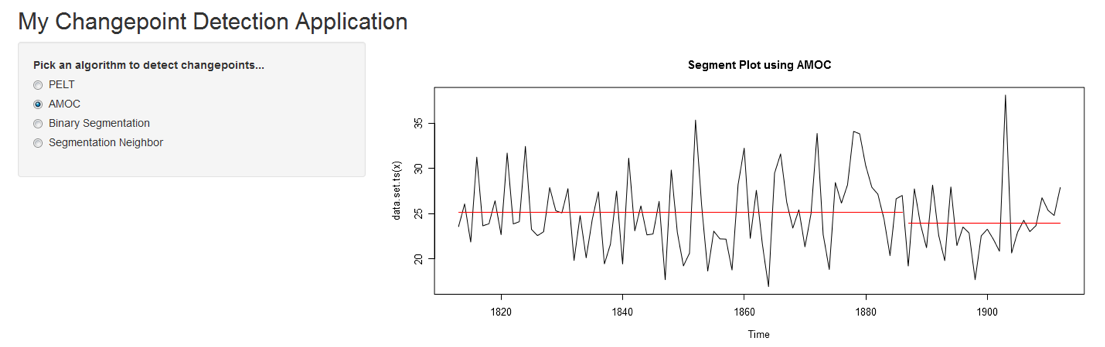 My Changepoint Detection Application
Pick an algorithm to detect changepoints...
PELT
AMOC
Binary Segmentation
Segmentation Neighbor
Segment Plot using AMOC
data.set.ts(x)
35
30
25
20
1820
1840
1860
1880
1900
Time